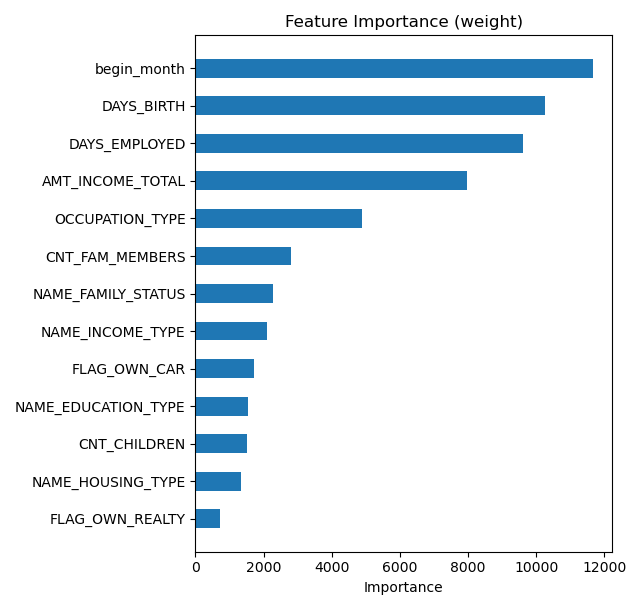 Feature Importance (weight)
begin_month
DAYS_BIRTH
DAYS_EMPLOYED
AMT_INCOME_TOTAL
OCCUPATION_TYPE
CNT_FAM_MEMBERS
NAME_FAMILY_STATUS
NAME_INCOME_TYPE
FLAG_OWN_CAR
NAME_EDUCATION_TYPE
CNT_CHILDREN
NAME_HOUSING_TYPE
FLAG_OWN_REALTY
0 2000 4000 6000 8000 10000 12000
Importance